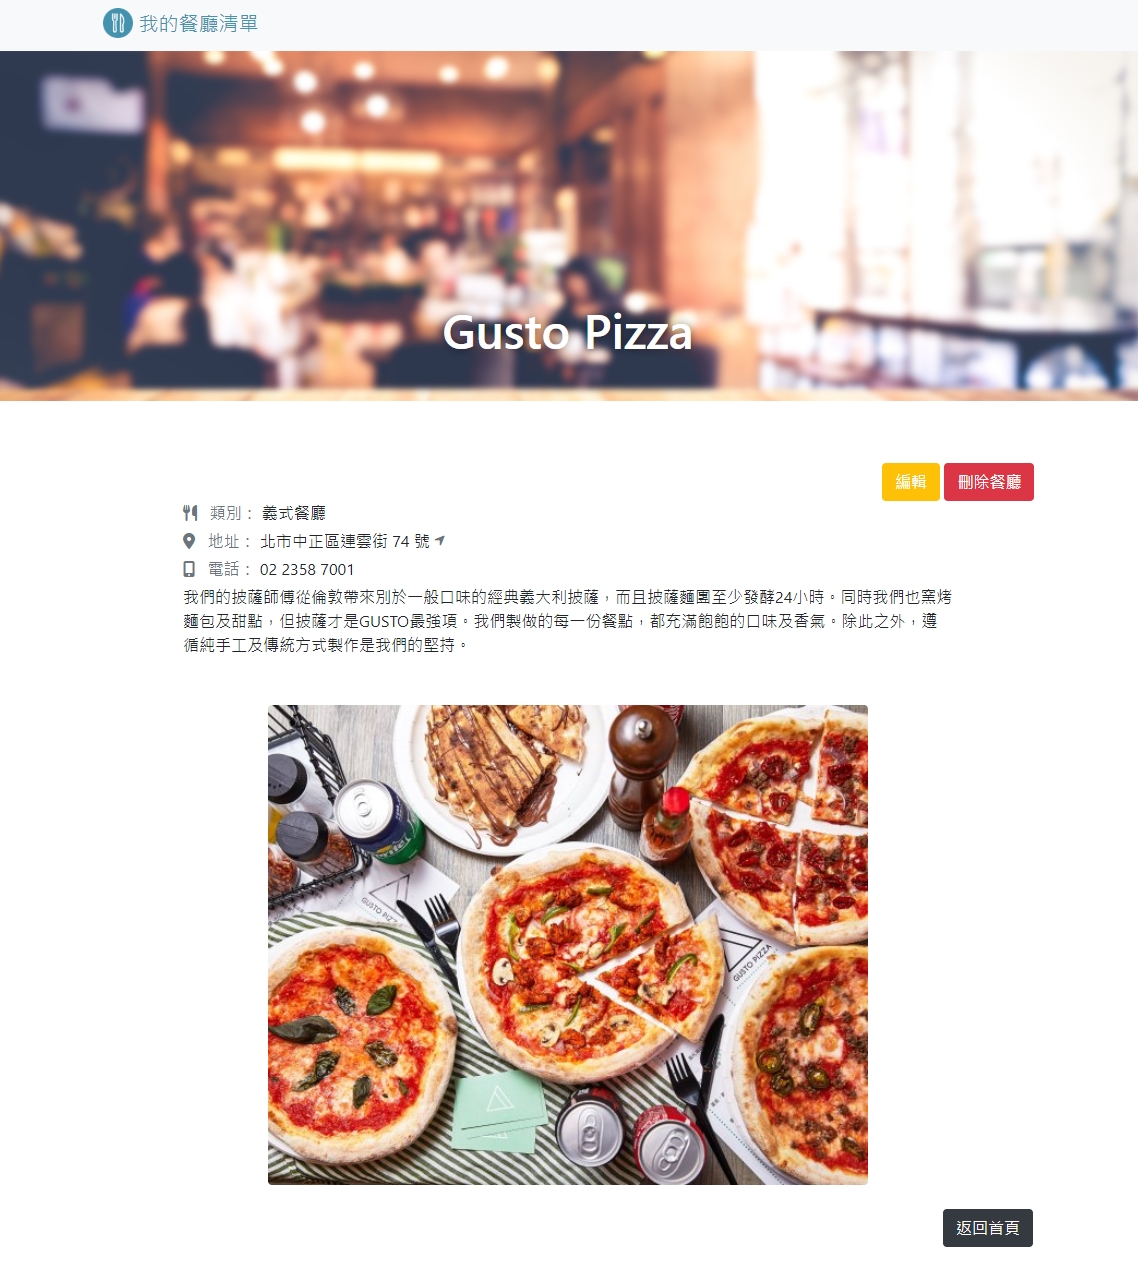 我的餐廳清單
Gusto Pizza
編輯 刪除餐廳
類別： 義式餐廳
地址： 北市中正區連雲街 74 號
電話： 02 2358 7001
我們的披薩師傅從倫敦帶來別於一般口味的經典義大利披薩，而且披薩麵團至少發酵24小時。同時我們也窯烤
麵包及甜點，但披薩才是GUSTO最強項。我們製做的每一份餐點，都充滿飽飽的口味及香氣。除此之外，遵
循純手工及傳統方式製作是我們的堅持。
GUSTO PIZZA
GUSTO PIZZA
返回首頁